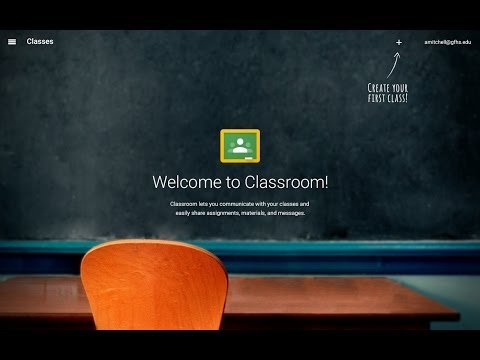 Classes
+ amitchell@gfhs.edu
CREATE YOUR
FIRST CLASS!
Welcome to Classroom!
Classroom lets you communicate with your classes and
easily share assignments, materials, and messages.